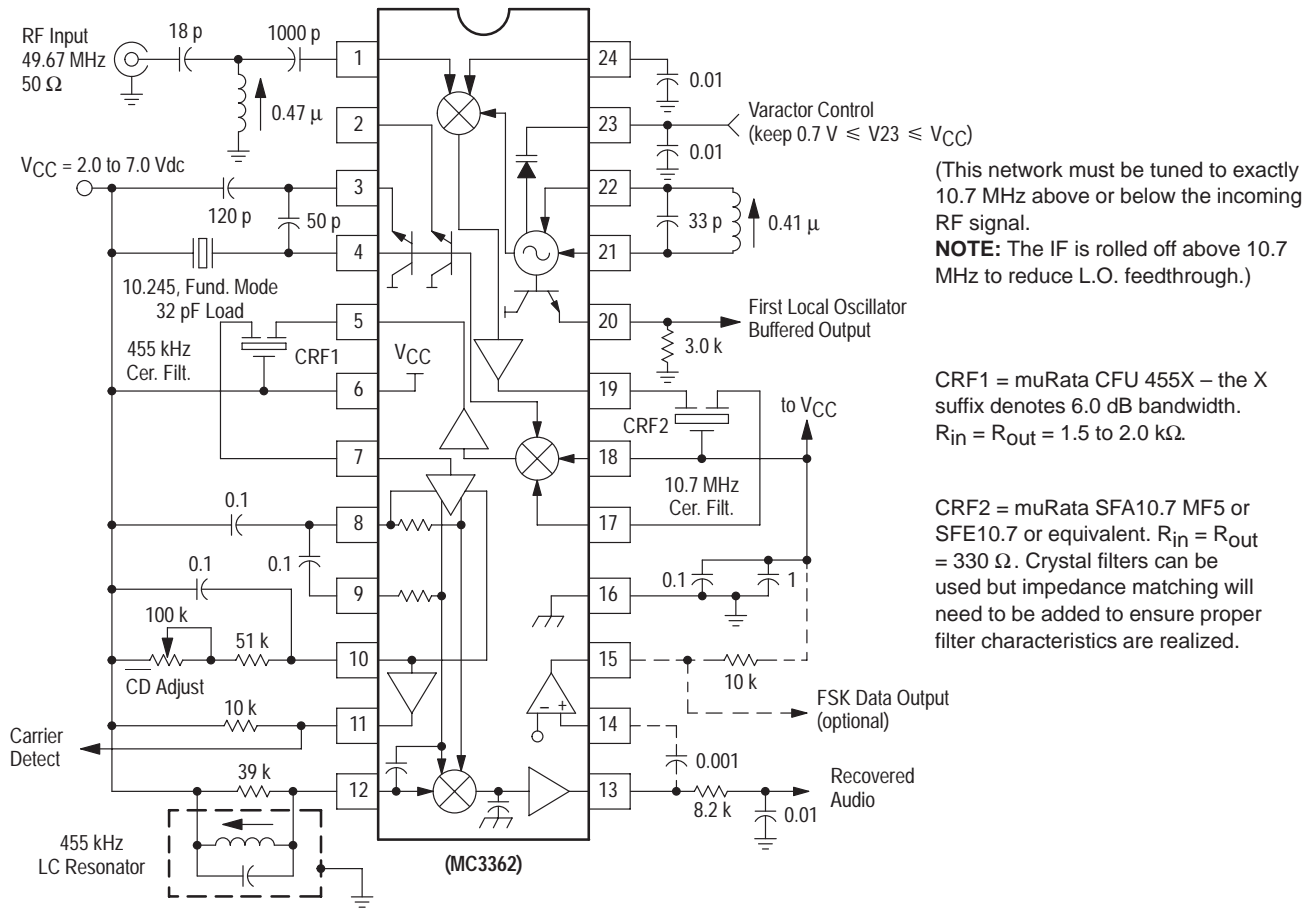 RF Input
49.67 MHz
50 Ω
18 p
1000 p
0.47 μ
VCC = 2.0 to 7.0 Vdc
120 p
50 p
10.245, Fund. Mode
32 pF Load
455 kHz
Cer. Filt.
CRF1
VCC
0.1
0.1
0.1
100 k
51 k
CD Adjust
10 k
Carrier
Detect
39 k
455 kHz
LC Resonator
1
2
3
4
5
6
7
8
9
10
11
12
24
23
22
21
20
19
18
17
16
15
14
13
– +
(MC3362)
0.01
Varactor Control
(keep 0.7 V ≤ V23 ≤ VCC)
0.01
33 p
0.41 μ
First Local Oscillator
Buffered Output
3.0 k
CRF2
to VCC
10.7 MHz
Cer. Filt.
0.1
1
10 k
FSK Data Output
(optional)
0.001
8.2 k
Recovered
Audio
0.01
(This network must be tuned to exactly
10.7 MHz above or below the incoming
RF signal.
NOTE: The IF is rolled off above 10.7
MHz to reduce L.O. feedthrough.)
CRF1 = muRata CFU 455X – the X
suffix denotes 6.0 dB bandwidth.
Rin = Rout = 1.5 to 2.0 kΩ.
CRF2 = muRata SFA10.7 MF5 or
SFE10.7 or equivalent. Rin = Rout
= 330 Ω. Crystal filters can be
used but impedance matching will
need to be added to ensure proper
filter characteristics are realized.